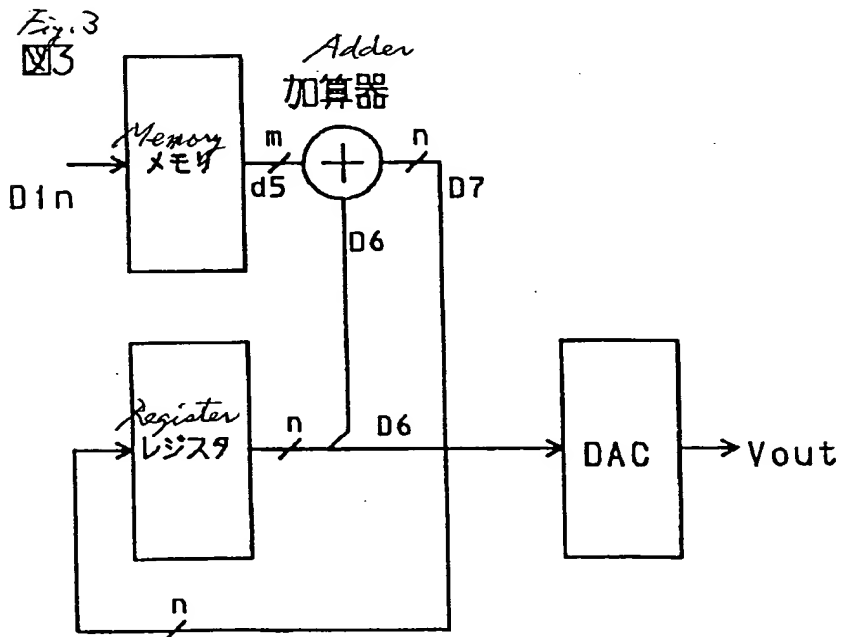 Fig. 3
図3
Adder
加算器
Memory
メモリ
m
n
Din
d5
D7
D6
Register
レジスタ
n
D6
DAC
Vout
n